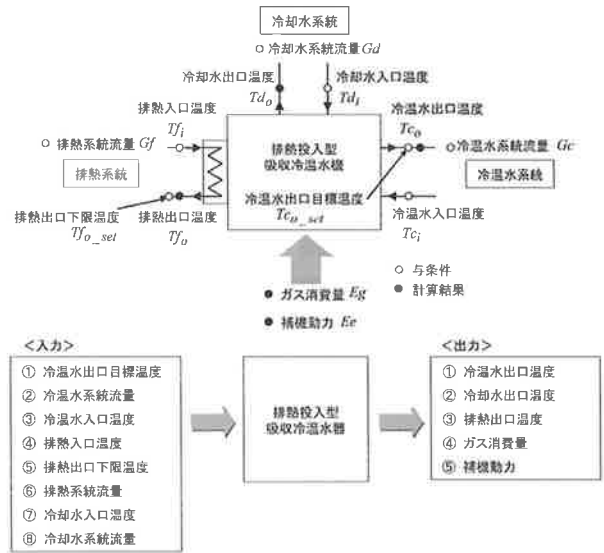 冷却水系統
○ 冷却水系統流量 Gd
冷却水出口温度
Td_o
冷却水入口温度
Td_i
排熱入口温度
Tf_i
冷温水出口温度
Tc_o
○ 排熱系統流量 Gf
排熱系統
排熱投入型
吸収冷温水機
○冷温水系統流量 Gc
冷温水系統
冷温水出口目標温度
Tc_o_set
排熱出口下限温度
Tf_o_set
排熱出口温度
Tf_o
冷温水入口温度
Tc_i
○ 与条件
● 計算結果
● ガス消費量 Eg
● 補機動力 Ee
<入力>
① 冷温水出口目標温度
② 冷温水系統流量
③ 冷温水入口温度
④ 排熱入口温度
⑤ 排熱出口下限温度
⑥ 排熱系統流量
⑦ 冷却水入口温度
⑧ 冷却水系統流量
排熱投入型
吸収冷温水器
<出力>
① 冷温水出口温度
② 冷却水出口温度
③ 排熱出口温度
④ ガス消費量
⑤ 補機動力